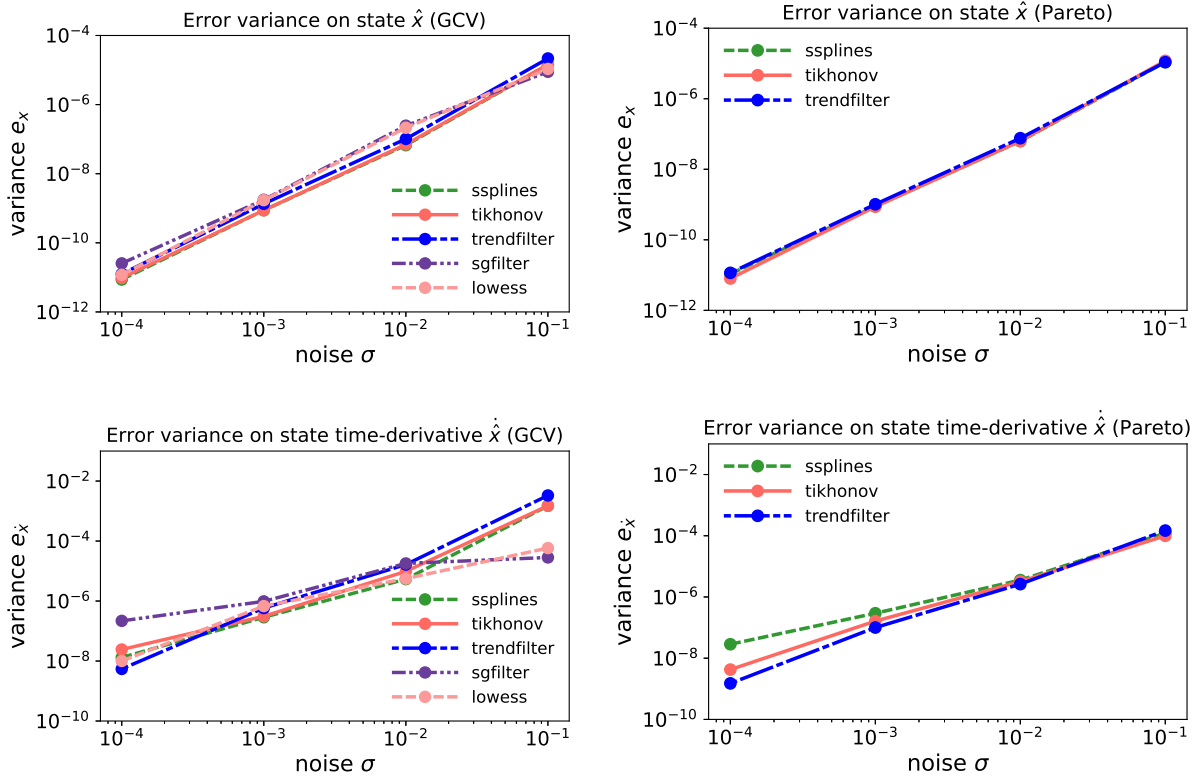 Error variance on state x̂ (GCV)
variance eₓ
10⁻⁴
10⁻⁶
10⁻⁸
10⁻¹⁰
10⁻¹²
ssplines
tikhonov
trendfilter
sgfilter
lowess
10⁻⁴ 10⁻³ 10⁻² 10⁻¹
noise σ
Error variance on state x̂ (Pareto)
variance eₓ
10⁻⁴
10⁻⁶
10⁻⁸
10⁻¹⁰
10⁻¹²
ssplines
tikhonov
trendfilter
10⁻⁴ 10⁻³ 10⁻² 10⁻¹
noise σ
Error variance on state time-derivative x̂̇ (GCV)
variance eẋ
10⁻²
10⁻⁴
10⁻⁶
10⁻⁸
10⁻¹⁰
ssplines
tikhonov
trendfilter
sgfilter
lowess
10⁻⁴ 10⁻³ 10⁻² 10⁻¹
noise σ
Error variance on state time-derivative x̂̇ (Pareto)
variance eẋ
10⁻²
10⁻⁴
10⁻⁶
10⁻⁸
10⁻¹⁰
ssplines
tikhonov
trendfilter
10⁻⁴ 10⁻³ 10⁻² 10⁻¹
noise σ